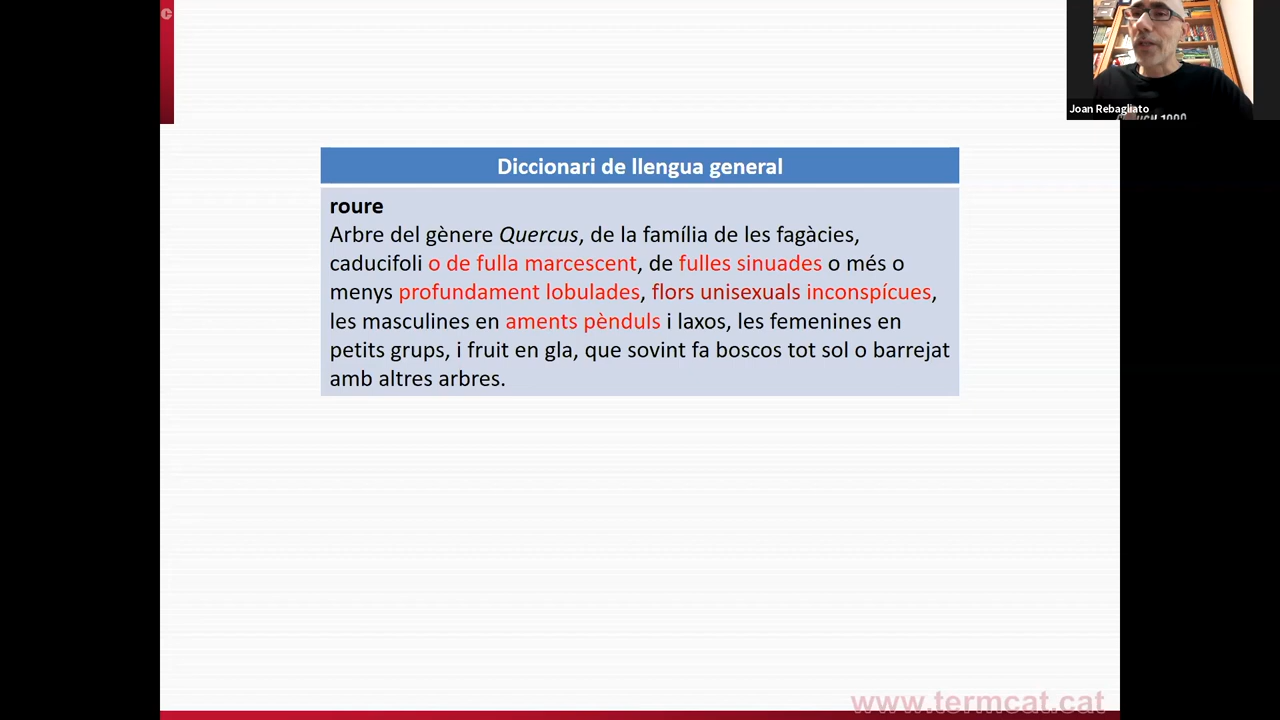 Joan Rebagliato
Diccionari de llengua general
roure
Arbre del gènere Quercus, de la família de les fagàcies,
caducifoli o de fulla marcescent, de fulles sinuades o més o
menys profundament lobulades, flors unisexuals inconspícues,
les masculines en aments pènduls i laxos, les femenines en
petits grups, i fruit en gla, que sovint fa boscos tot sol o barrejat
amb altres arbres.
www.termcat.cat